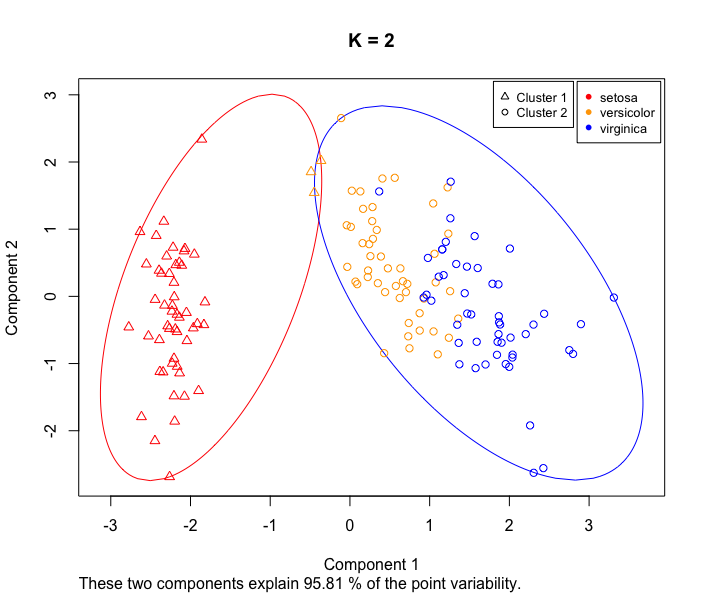 K = 2
Cluster 1
Cluster 2
setosa
versicolor
virginica
3
2
1
0
-1
-2
Component 2
-3 -2 -1 0 1 2 3
Component 1
These two components explain 95.81 % of the point variability.